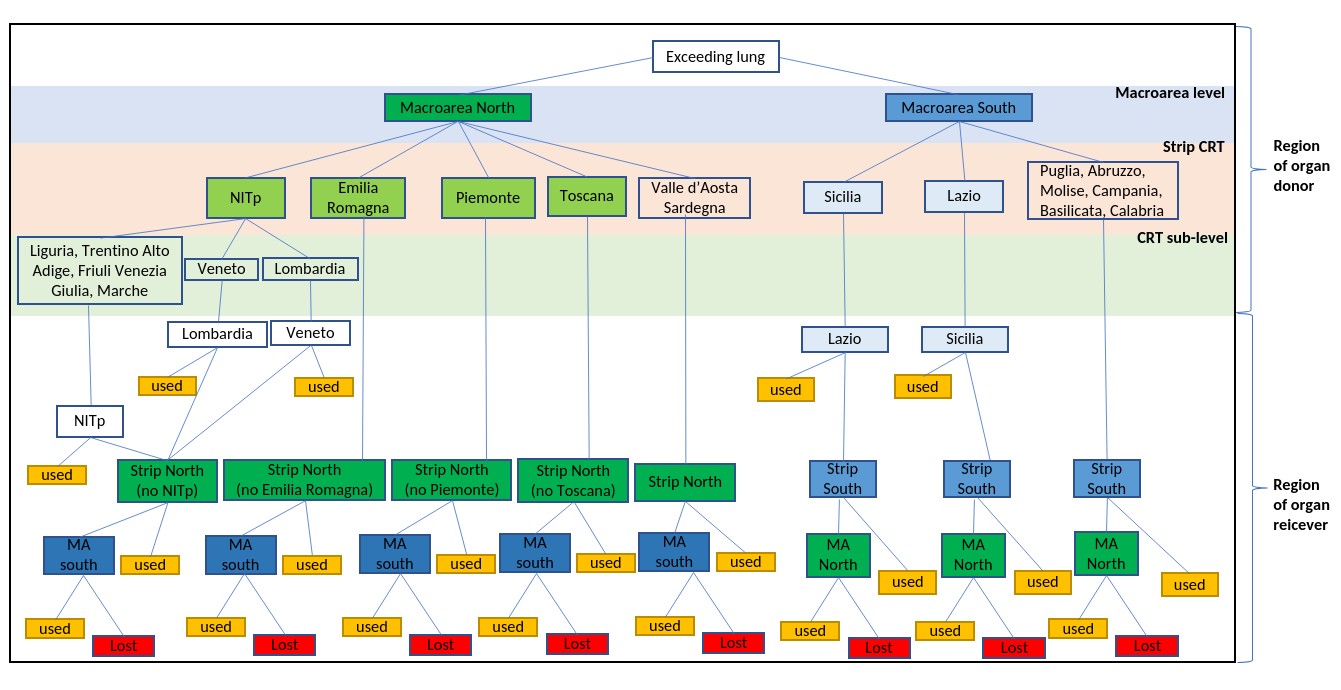 Exceeding lung
Macroarea level
Macroarea North
Macroarea South
Strip CRT
Region
of organ
donor
NITp
Emilia
Romagna
Piemonte
Toscana
Valle d’Aosta
Sardegna
Sicilia
Lazio
Puglia, Abruzzo,
Molise, Campania,
Basilicata, Calabria
CRT sub-level
Liguria, Trentino Alto
Adige, Friuli Venezia
Giulia, Marche
Veneto
Lombardia
Lombardia
Veneto
Lazio
Sicilia
used
used
used
used
NITp
used
Strip North
(no NITp)
Strip North
(no Emilia Romagna)
Strip North
(no Piemonte)
Strip North
(no Toscana)
Strip North
Strip
South
Strip
South
Strip
South
Region
of organ
reicever
MA
south
used
MA
south
used
MA
south
used
MA
south
used
MA
south
used
MA
North
used
MA
North
used
MA
North
used
used
Lost
used
Lost
used
Lost
used
Lost
used
Lost
used
Lost
used
Lost
used
Lost